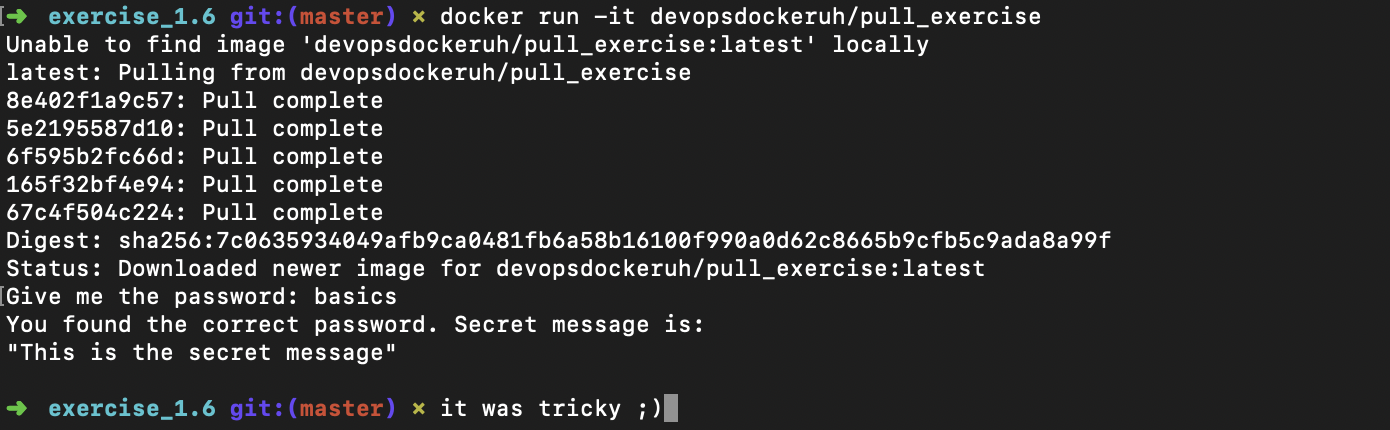 ➜ exercise_1.6 git:(master) × docker run -it devopsdockeruh/pull_exercise
Unable to find image 'devopsdockeruh/pull_exercise:latest' locally
latest: Pulling from devopsdockeruh/pull_exercise
8e402f1a9c57: Pull complete
5e2195587d10: Pull complete
6f595b2fc66d: Pull complete
165f32bf4e94: Pull complete
67c4f504c224: Pull complete
Digest: sha256:7c0635934049afb9ca0481fb6a58b16100f990a0d62c8665b9cfb5c9ada8a99f
Status: Downloaded newer image for devopsdockeruh/pull_exercise:latest
Give me the password: basics
You found the correct password. Secret message is:
"This is the secret message"
➜ exercise_1.6 git:(master) × it was tricky ;)